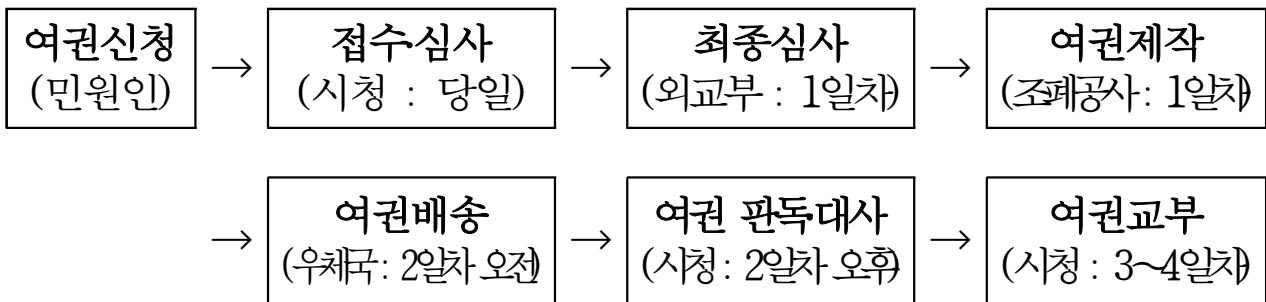 여권신청 → 접수·심사 → 최종심사 → 여권제작
(민원인) (시청 : 당일) (외교부 : 1일차) (조폐공사 : 1일차)
→ 여권배송 → 여권 판독·대사 → 여권교부
(우체국 : 2일차 오전) (시청 : 2일차 오후) (시청 : 3~4일차)